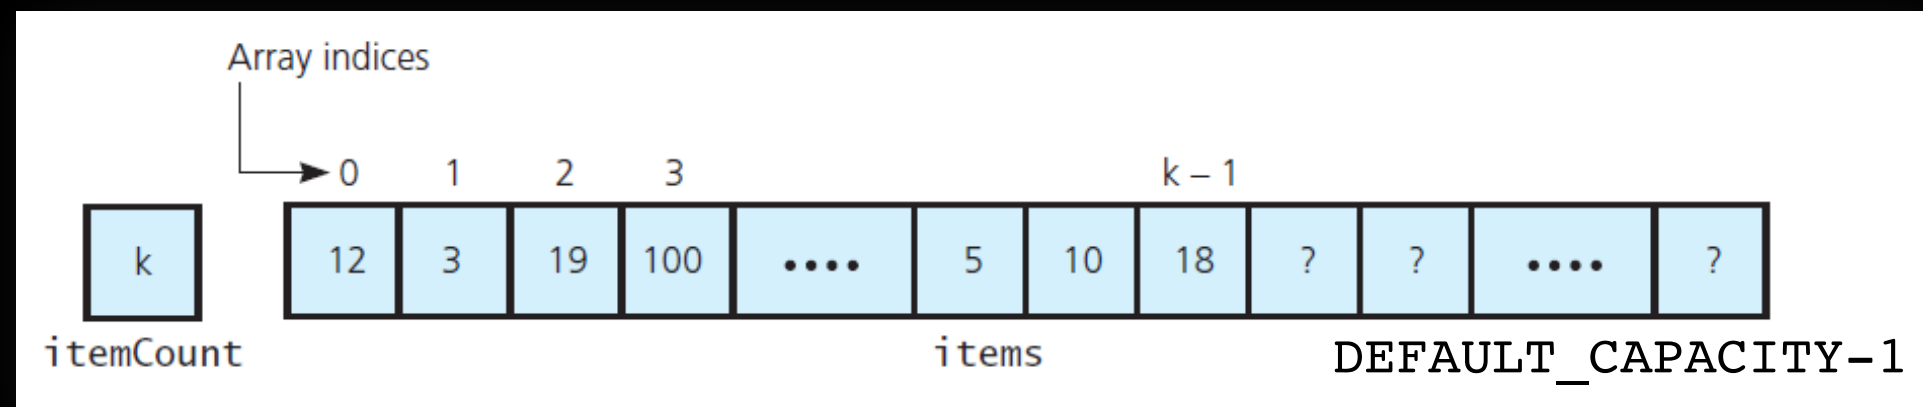 Array indices
0 1 2 3 k – 1
k 12 3 19 100 •••• 5 10 18 ? ? •••• ?
itemCount items DEFAULT_CAPACITY-1